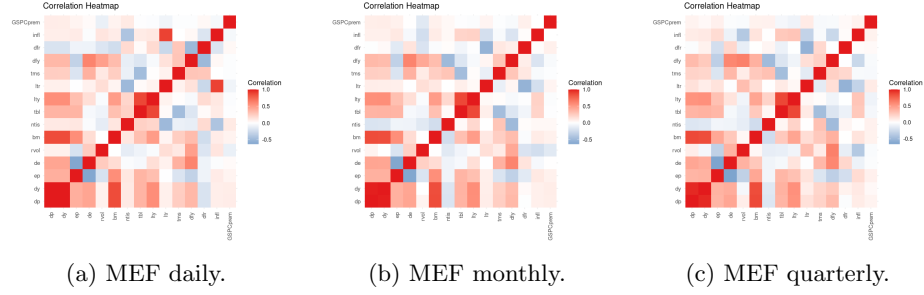 Correlation Heatmap
GSPCprem
infl
dfr
dfy
tms
ltr
lty
tbl
ntis
bm
rvol
de
ep
dy
dp
dp dy ep de rvol bm ntis tbl lty ltr tms dfy dfr infl GSPCprem
Correlation
1.0
0.5
0.0
-0.5
(a) MEF daily.
Correlation Heatmap
GSPCprem
infl
dfr
dfy
tms
ltr
lty
tbl
ntis
bm
rvol
de
ep
dy
dp
dp dy ep de rvol bm ntis tbl lty ltr tms dfy dfr infl GSPCprem
Correlation
1.0
0.5
0.0
-0.5
(b) MEF monthly.
Correlation Heatmap
GSPCprem
infl
dfr
dfy
tms
ltr
lty
tbl
ntis
bm
rvol
de
ep
dy
dp
dp dy ep de rvol bm ntis tbl lty ltr tms dfy dfr infl GSPCprem
Correlation
1.0
0.5
0.0
-0.5
(c) MEF quarterly.